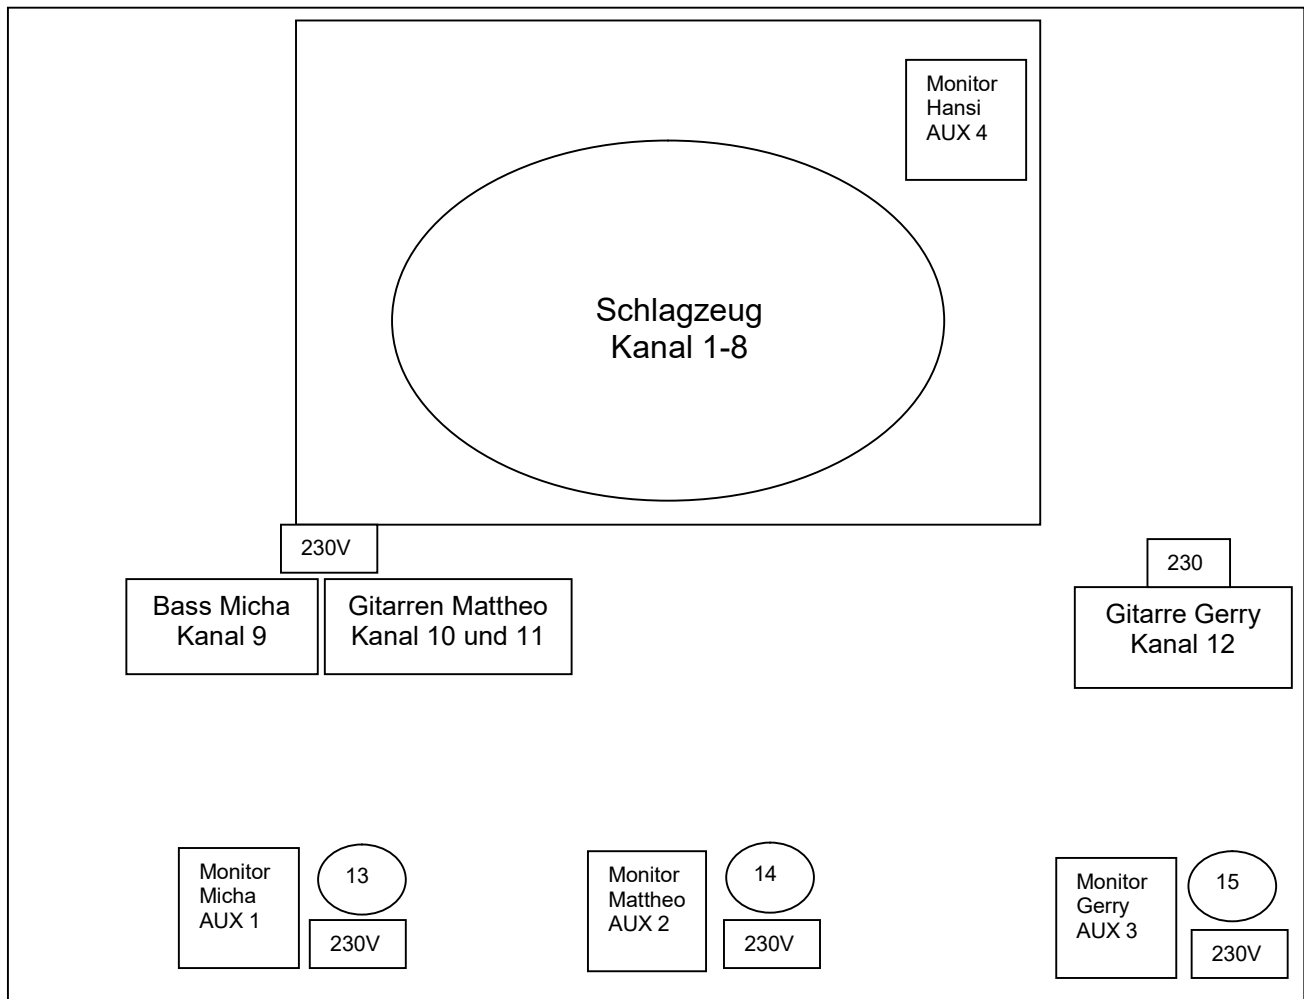 Monitor
Hansi
AUX 4
Schlagzeug
Kanal 1-8
230V
230
Bass Micha
Kanal 9
Gitarren Mattheo
Kanal 10 und 11
Gitarre Gerry
Kanal 12
Monitor
Micha
AUX 1
13
230V
Monitor
Mattheo
AUX 2
14
230V
Monitor
Gerry
AUX 3
15
230V